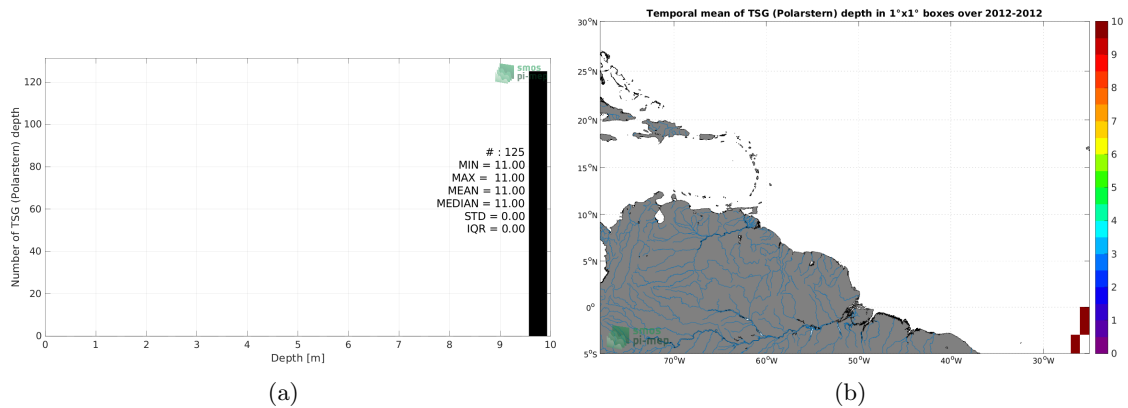 120
100
80
60
40
20
0
Number of TSG (Polarstern) depth
smos
pi-mep
# : 125
MIN = 11.00
MAX = 11.00
MEAN = 11.00
MEDIAN = 11.00
STD = 0.00
IQR = 0.00
0 1 2 3 4 5 6 7 8 9 10
Depth [m]
(a)
Temporal mean of TSG (Polarstern) depth in 1°x1° boxes over 2012-2012
30°N
25°N
20°N
15°N
10°N
5°N
0°
5°S
70°W 60°W 50°W 40°W 30°W
smos
pi-mep
10
9
8
7
6
5
4
3
2
1
0
(b)